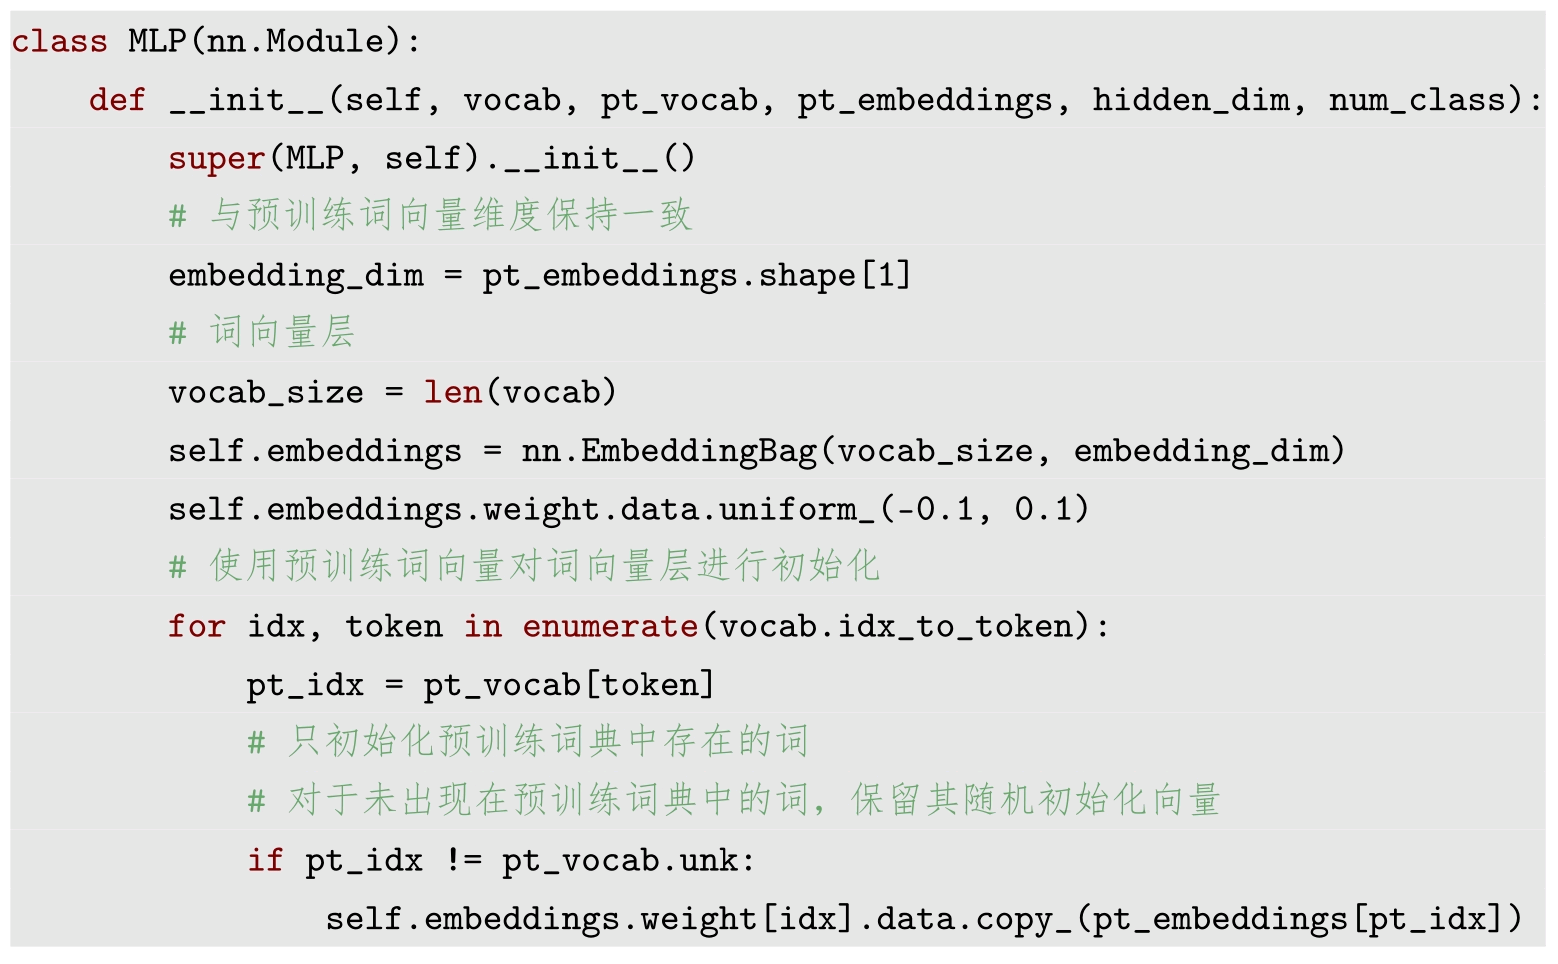 class MLP(nn.Module):
    def __init__(self, vocab, pt_vocab, pt_embeddings, hidden_dim, num_class):
        super(MLP, self).__init__()
        # 与预训练词向量维度保持一致
        embedding_dim = pt_embeddings.shape[1]
        # 词向量层
        vocab_size = len(vocab)
        self.embeddings = nn.EmbeddingBag(vocab_size, embedding_dim)
        self.embeddings.weight.data.uniform_(-0.1, 0.1)
        # 使用预训练词向量对词向量层进行初始化
        for idx, token in enumerate(vocab.idx_to_token):
            pt_idx = pt_vocab[token]
            # 只初始化预训练词典中存在的词
            # 对于未出现在预训练词典中的词，保留其随机初始化向量
            if pt_idx != pt_vocab.unk:
                self.embeddings.weight[idx].data.copy_(pt_embeddings[pt_idx])